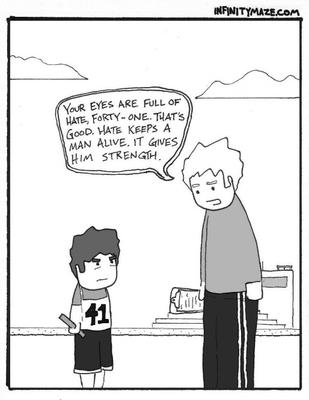 INFINITYMAZE.COM
YOUR EYES ARE FULL OF
HATE, FORTY-ONE. THAT'S
GOOD. HATE KEEPS A
MAN ALIVE. IT GIVES
HIM STRENGTH.
41